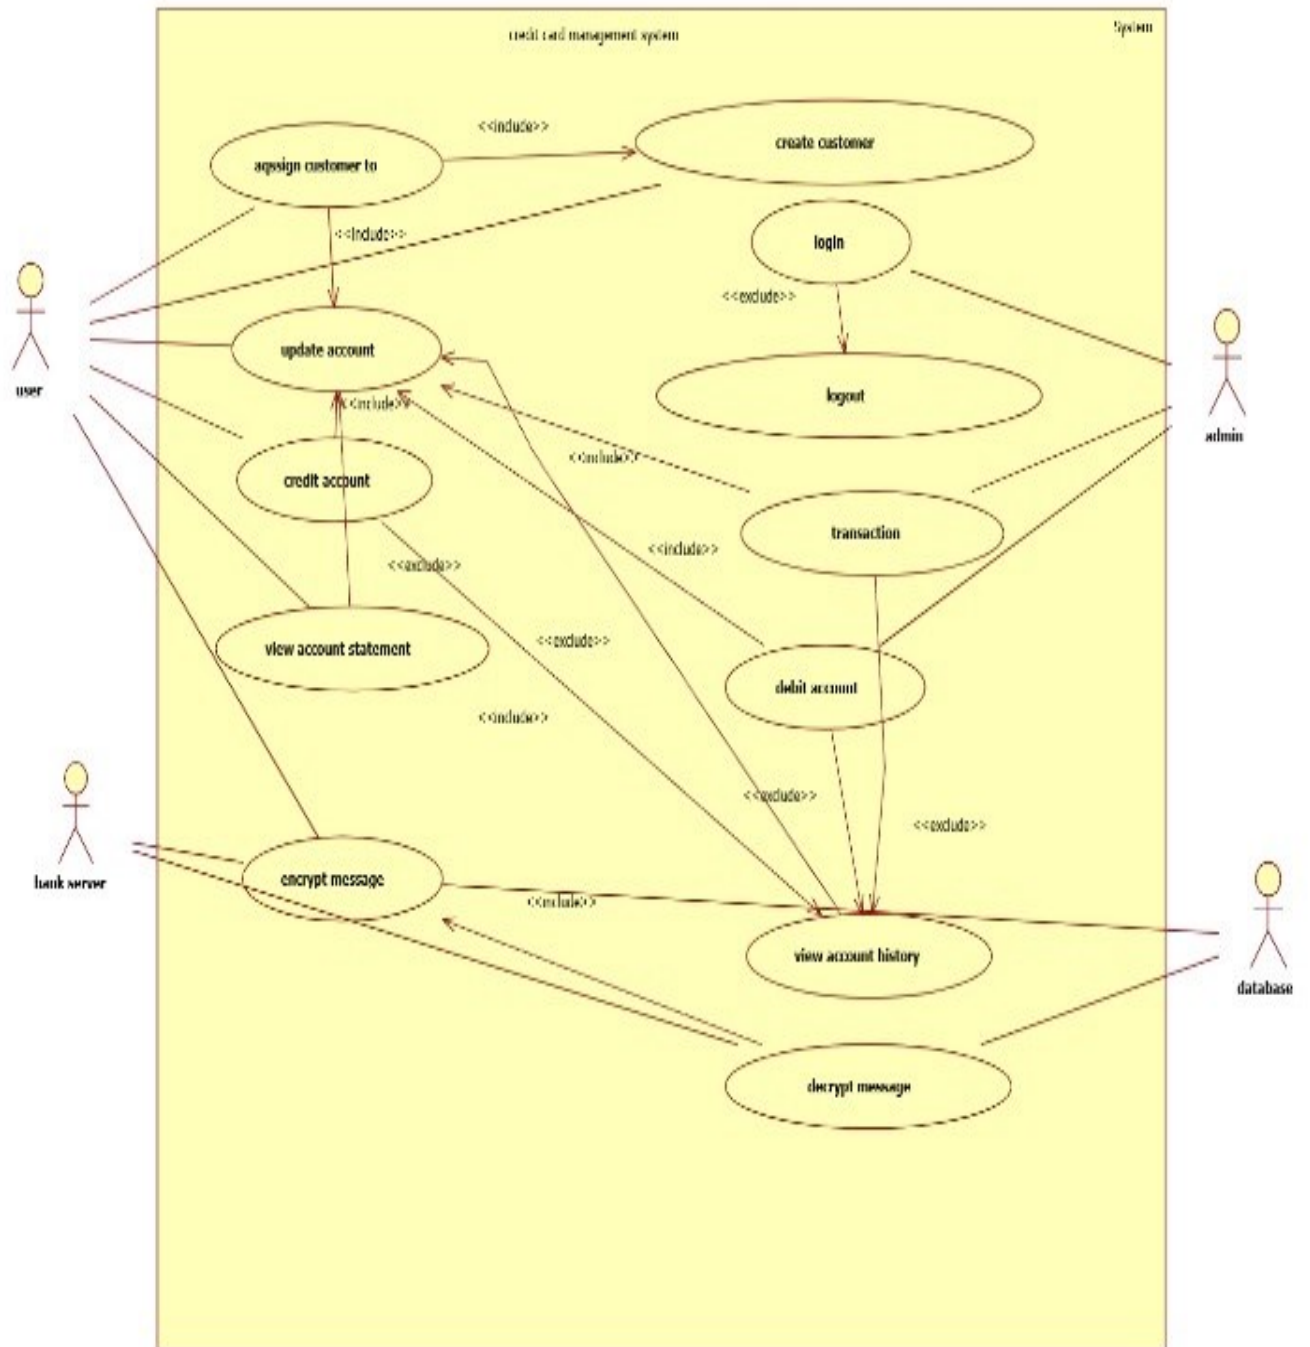 System
credit card management system
<<include>>
create customer
aqssign customer to
<<include>>
login
<<exclude>>
update account
user
logout
<<include>>
admin
<<include>>
credit account
transaction
<<include>>
<<exclude>>
<<exclude>>
view account statement
debit account
<<include>>
<<exclude>>
<<exclude>>
bank server
encrypt message
<<include>>
view account history
database
decrypt message